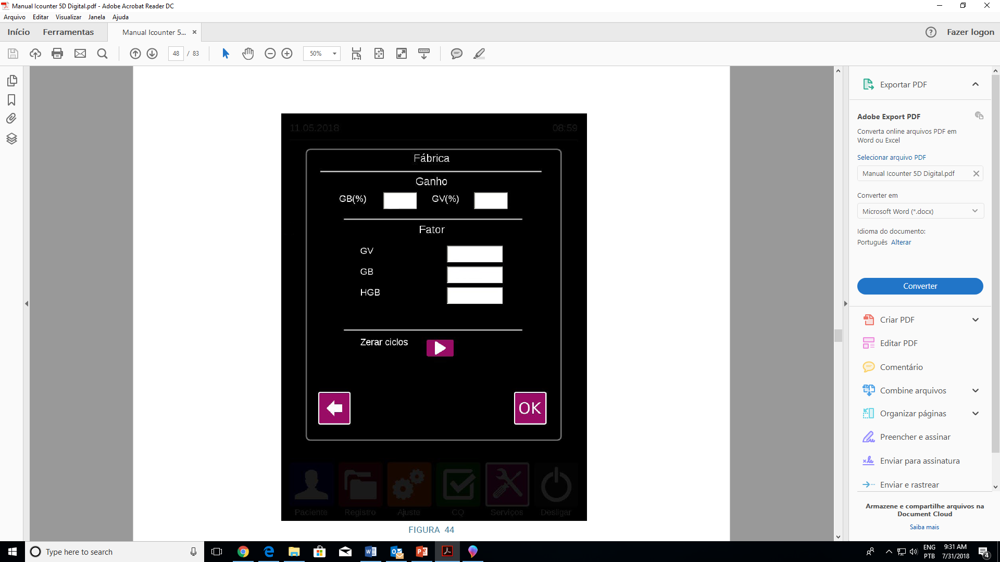 Manual Icounter 5D Digital.pdf - Adobe Acrobat Reader DC
Arquivo Editar Visualizar Janela Ajuda
Início Ferramentas Manual Icounter 5... Fazer logon
48 / 83 50%
11.05.2018 08:59
Fábrica
Ganho
GB(%) GV(%)
Fator
GV
GB
HGB
Zerar ciclos
OK
Paciente Registro Ajuste CQ Serviços Desligar
FIGURA 44
Exportar PDF
Adobe Export PDF
Converta online arquivos PDF em
Word ou Excel
Selecionar arquivo PDF
Manual Icounter 5D Digital.pdf
Converter em
Microsoft Word (*.docx)
Idioma do documento:
Português Alterar
Converter
Criar PDF
Editar PDF
Comentário
Combine arquivos
Organizar páginas
Preencher e assinar
Enviar para assinatura
Enviar e rastrear
Armazene e compartilhe arquivos na
Document Cloud
Saiba mais
Type here to search
ENG
PTB
9:31 AM
7/31/2018
4